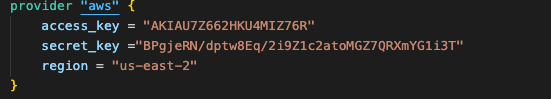 provider "aws" {
access_key = "AKIAU7Z662HKU4MIZ76R"
secret_key ="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"
region = "us-east-2"
}